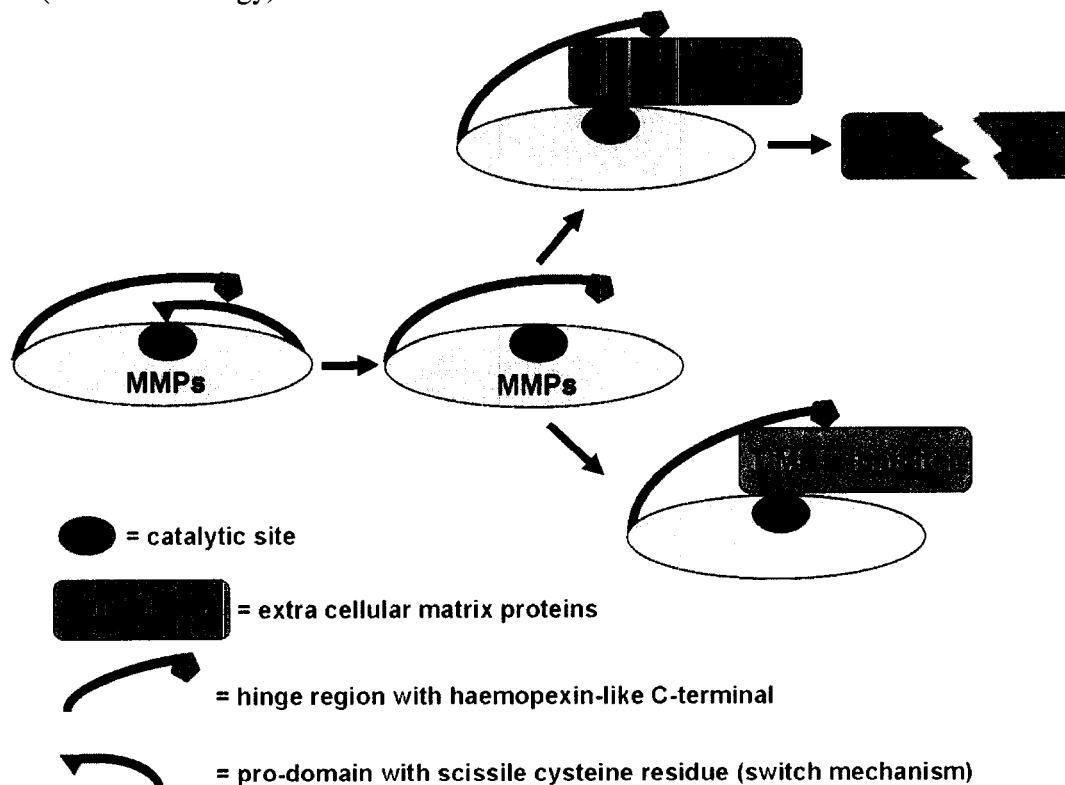 MMPs
MMPs
= catalytic site
= extra cellular matrix proteins
= hinge region with haemopexin-like C-terminal
= pro-domain with scissile cysteine residue (switch mechanism)